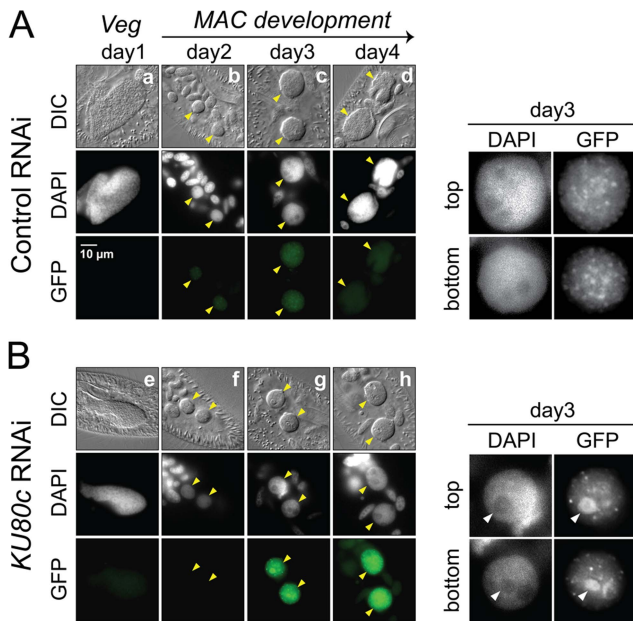 A
Veg
MAC development
day1 day2 day3 day4
Control RNAi
DIC
a b c d
DAPI
GFP
10 µm
day3
DAPI GFP
top
bottom
B
KU80c RNAi
DIC
e f g h
DAPI
GFP
day3
DAPI GFP
top
bottom